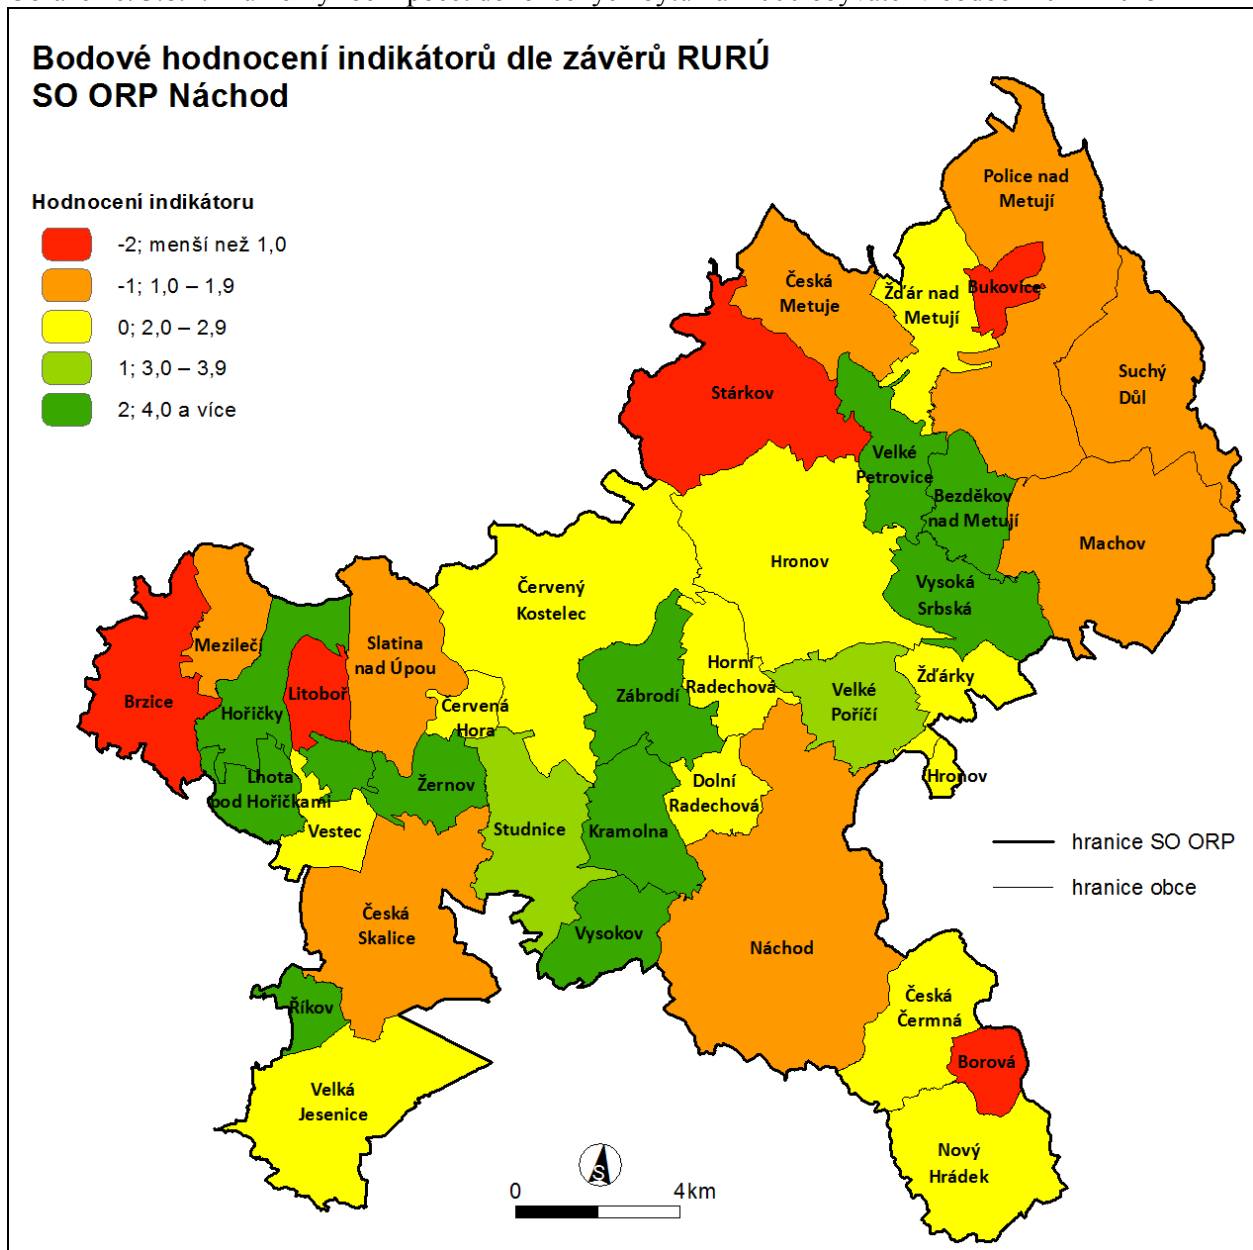 Bodové hodnocení indikátorů dle závěrů RURÚ
SO ORP Náchod
Hodnocení indikátoru
-2; menší než 1,0
-1; 1,0 – 1,9
0; 2,0 – 2,9
1; 3,0 – 3,9
2; 4,0 a více
Police nad
Metují
Česká
Metuje
Žďár nad
Metují
Bukovice
Suchý
Důl
Stárkov
Velké
Petrovice
Bezděkov
nad Metují
Machov
Hronov
Vysoká
Srbská
Červený
Kostelec
Mezileč
Slatina
nad Úpou
Brzice
Litoboř
Hořičky
Červená
Hora
Zábrodí
Horní
Radechová
Velké
Poříčí
Žďárky
Hronov
Lhota
pod Hořičkami
Žernov
Vestec
Studnice
Kramolna
Dolní
Radechová
hranice SO ORP
hranice obce
Česká
Skalice
Vysokov
Náchod
Říkov
Česká
Čermná
Borová
Velká
Jesenice
Nový
Hrádek
S
0 4km